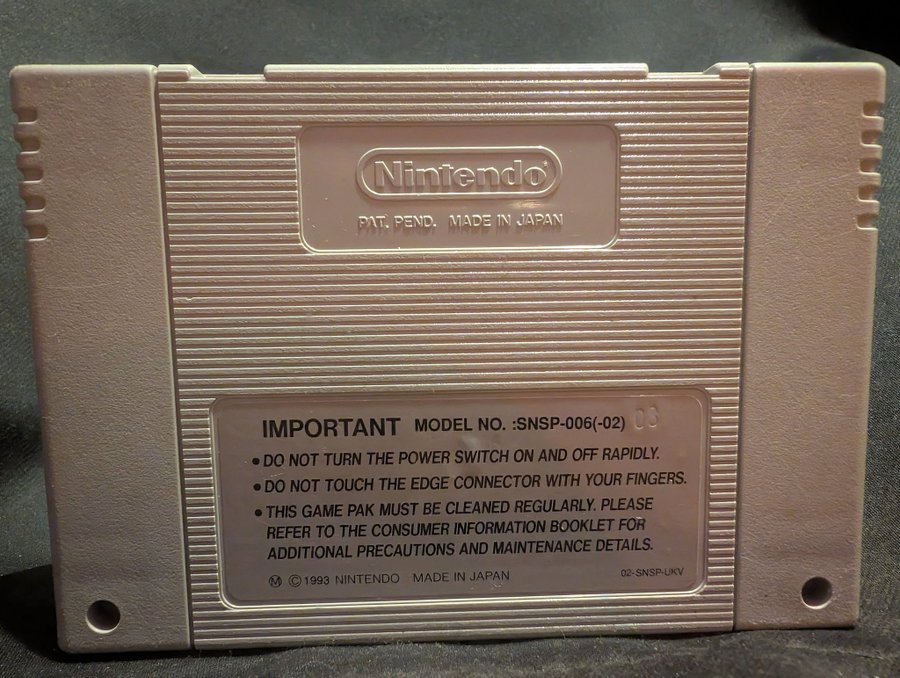 Nintendo®
PAT. PEND. MADE IN JAPAN
IMPORTANT MODEL NO. :SNSP-006(-02) 03
• DO NOT TURN THE POWER SWITCH ON AND OFF RAPIDLY.
• DO NOT TOUCH THE EDGE CONNECTOR WITH YOUR FINGERS.
• THIS GAME PAK MUST BE CLEANED REGULARLY. PLEASE
REFER TO THE CONSUMER INFORMATION BOOKLET FOR
ADDITIONAL PRECAUTIONS AND MAINTENANCE DETAILS.
Ⓜ ©1993 NINTENDO MADE IN JAPAN 02-SNSP-UKV